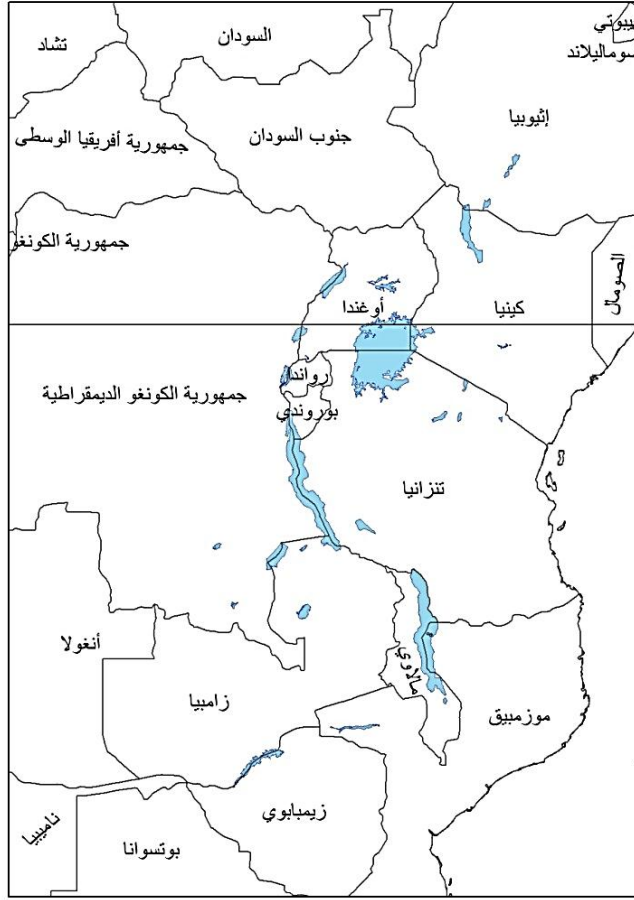 جيبوتي
السودان
تشاد
صوماليلاند
إثيوبيا
جنوب السودان
جمهورية أفريقيا الوسطى
جمهورية الكونغو
الصومال
أوغندا
كينيا
رواندا
جمهورية الكونغو الديمقراطية
بوروندي
تنزانيا
أنغولا
مالاوي
زامبيا
موزمبيق
زيمبابوي
ناميبيا
بوتسوانا